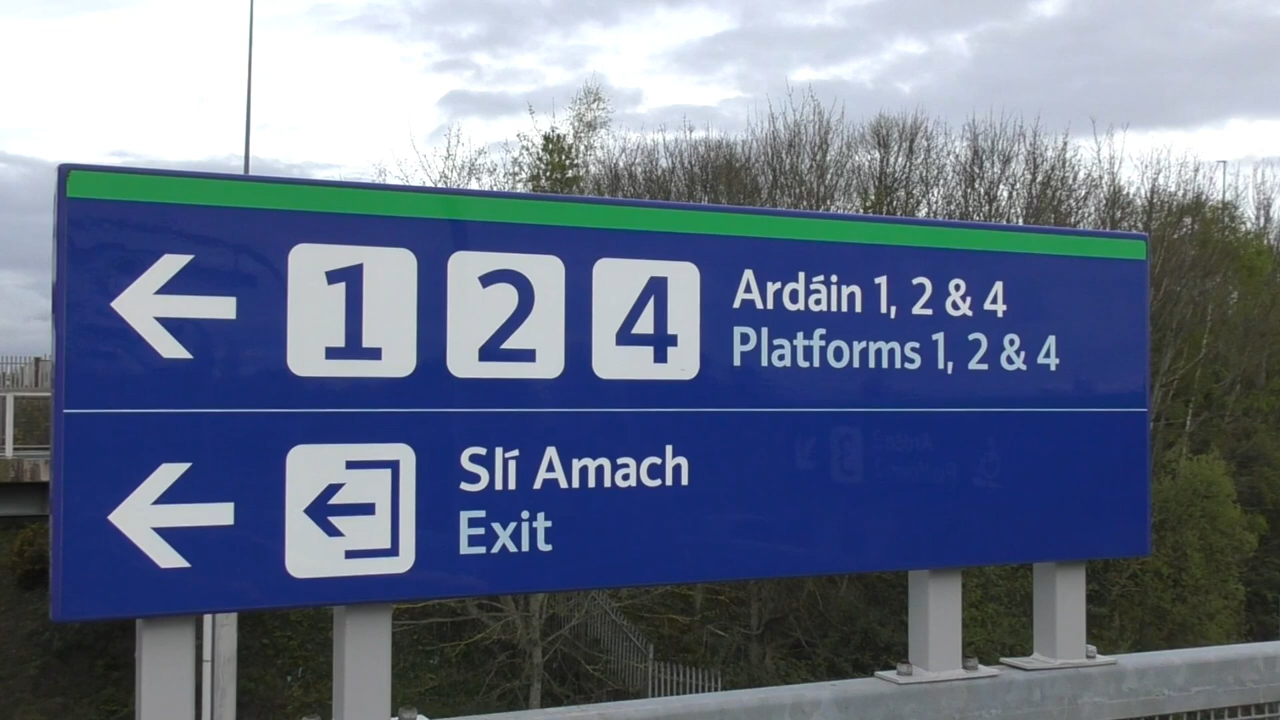 1 2 4
Ardáin 1, 2 & 4
Platforms 1, 2 & 4
Slí Amach
Exit